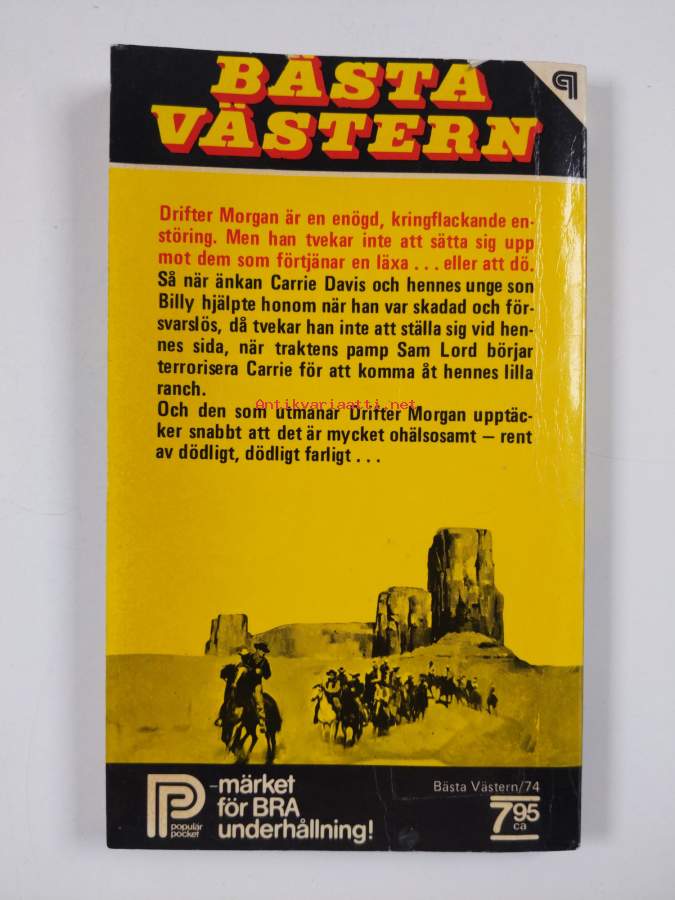 BÄSTA
VÄSTERN
Drifter Morgan är en enögd, kringflackande en-
störing. Men han tvekar inte att sätta sig upp
mot dem som förtjänar en läxa . . . eller att dö.
Så när änkan Carrie Davis och hennes unge son
Billy hjälpte honom när han var skadad och för-
svarslös, då tvekar han inte att ställa sig vid hen-
nes sida, när traktens pamp Sam Lord börjar
terrorisera Carrie för att komma åt hennes lilla
ranch.
Antikvariaatti.net
Och den som utmanar Drifter Morgan upptäc-
ker snabbt att det är mycket ohälsosamt – rent
av dödligt, dödligt farligt . . .
P
populär
pocket
-märket
för BRA
underhållning!
Bästa Västern/74
795
ca